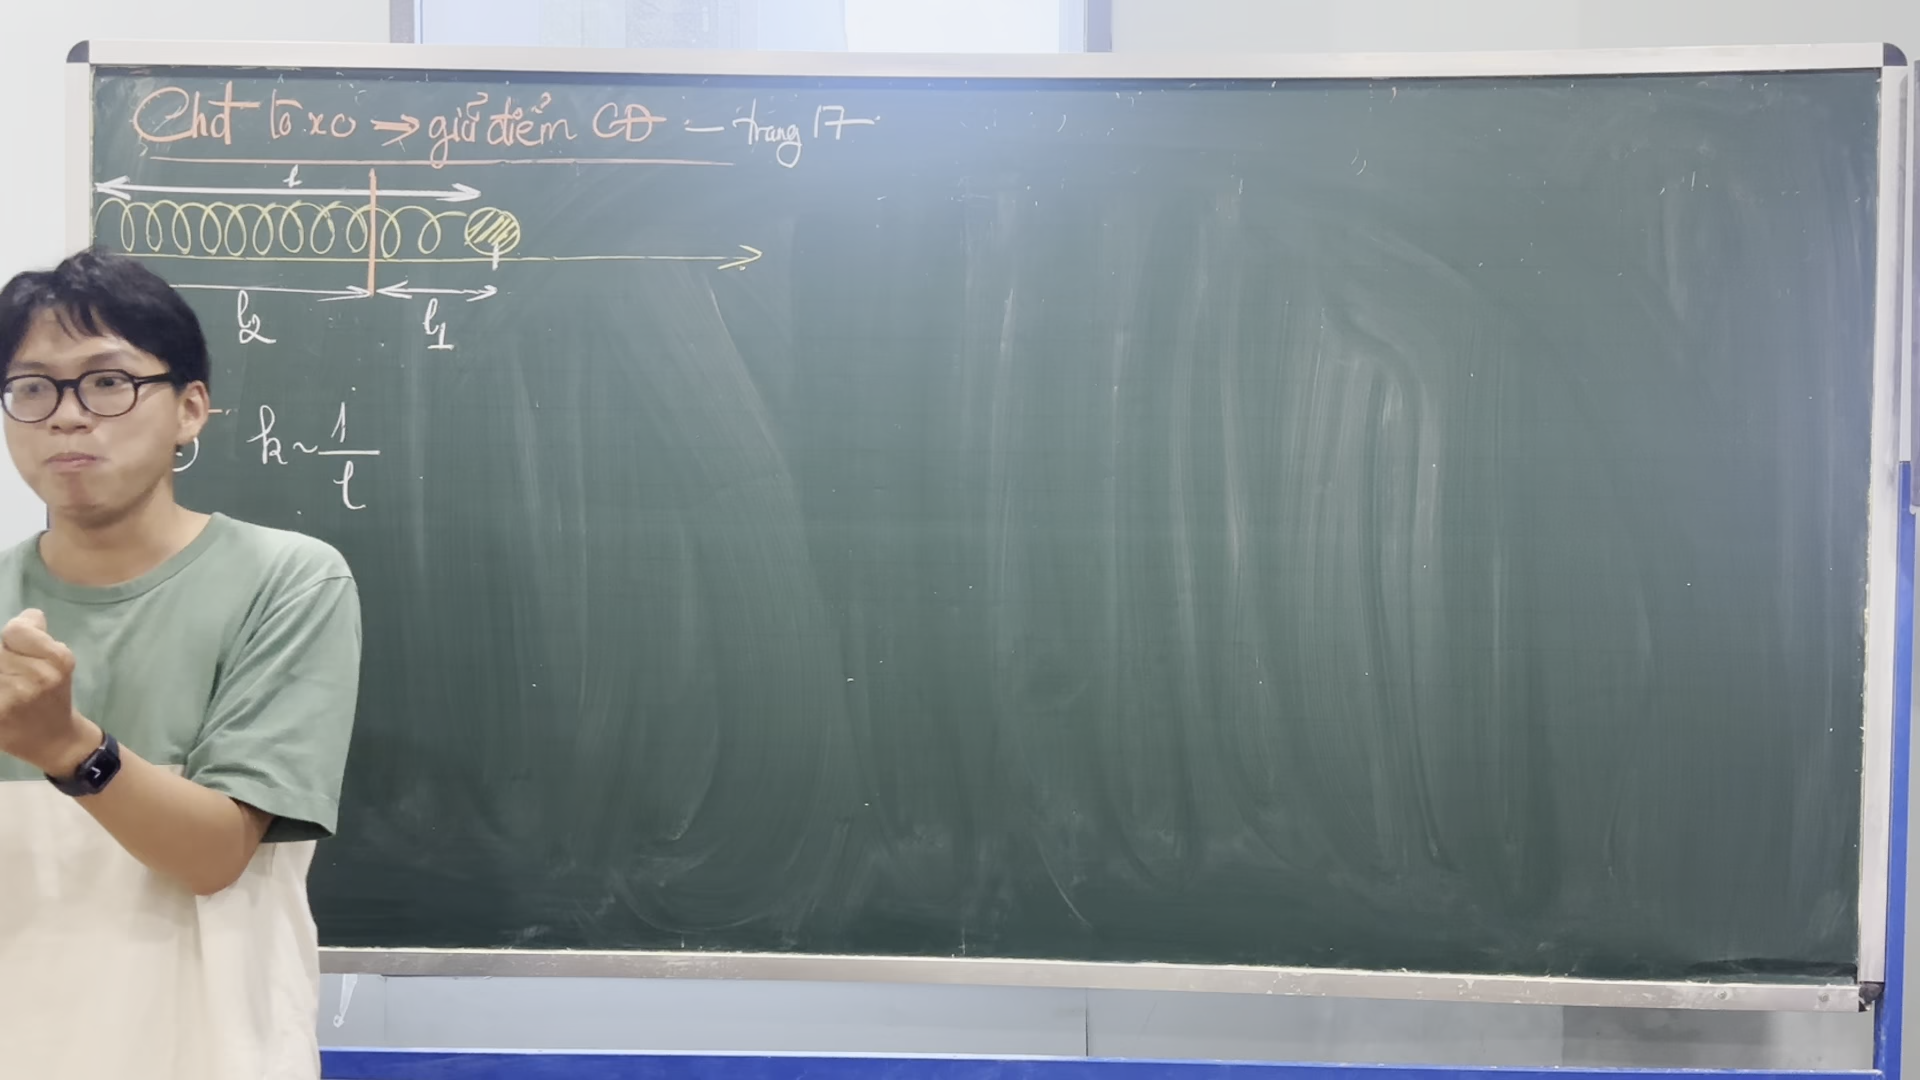 Chđ lò xo → giữ điểm CĐ — trang 17
l
l2 l1
k ~ 1/l